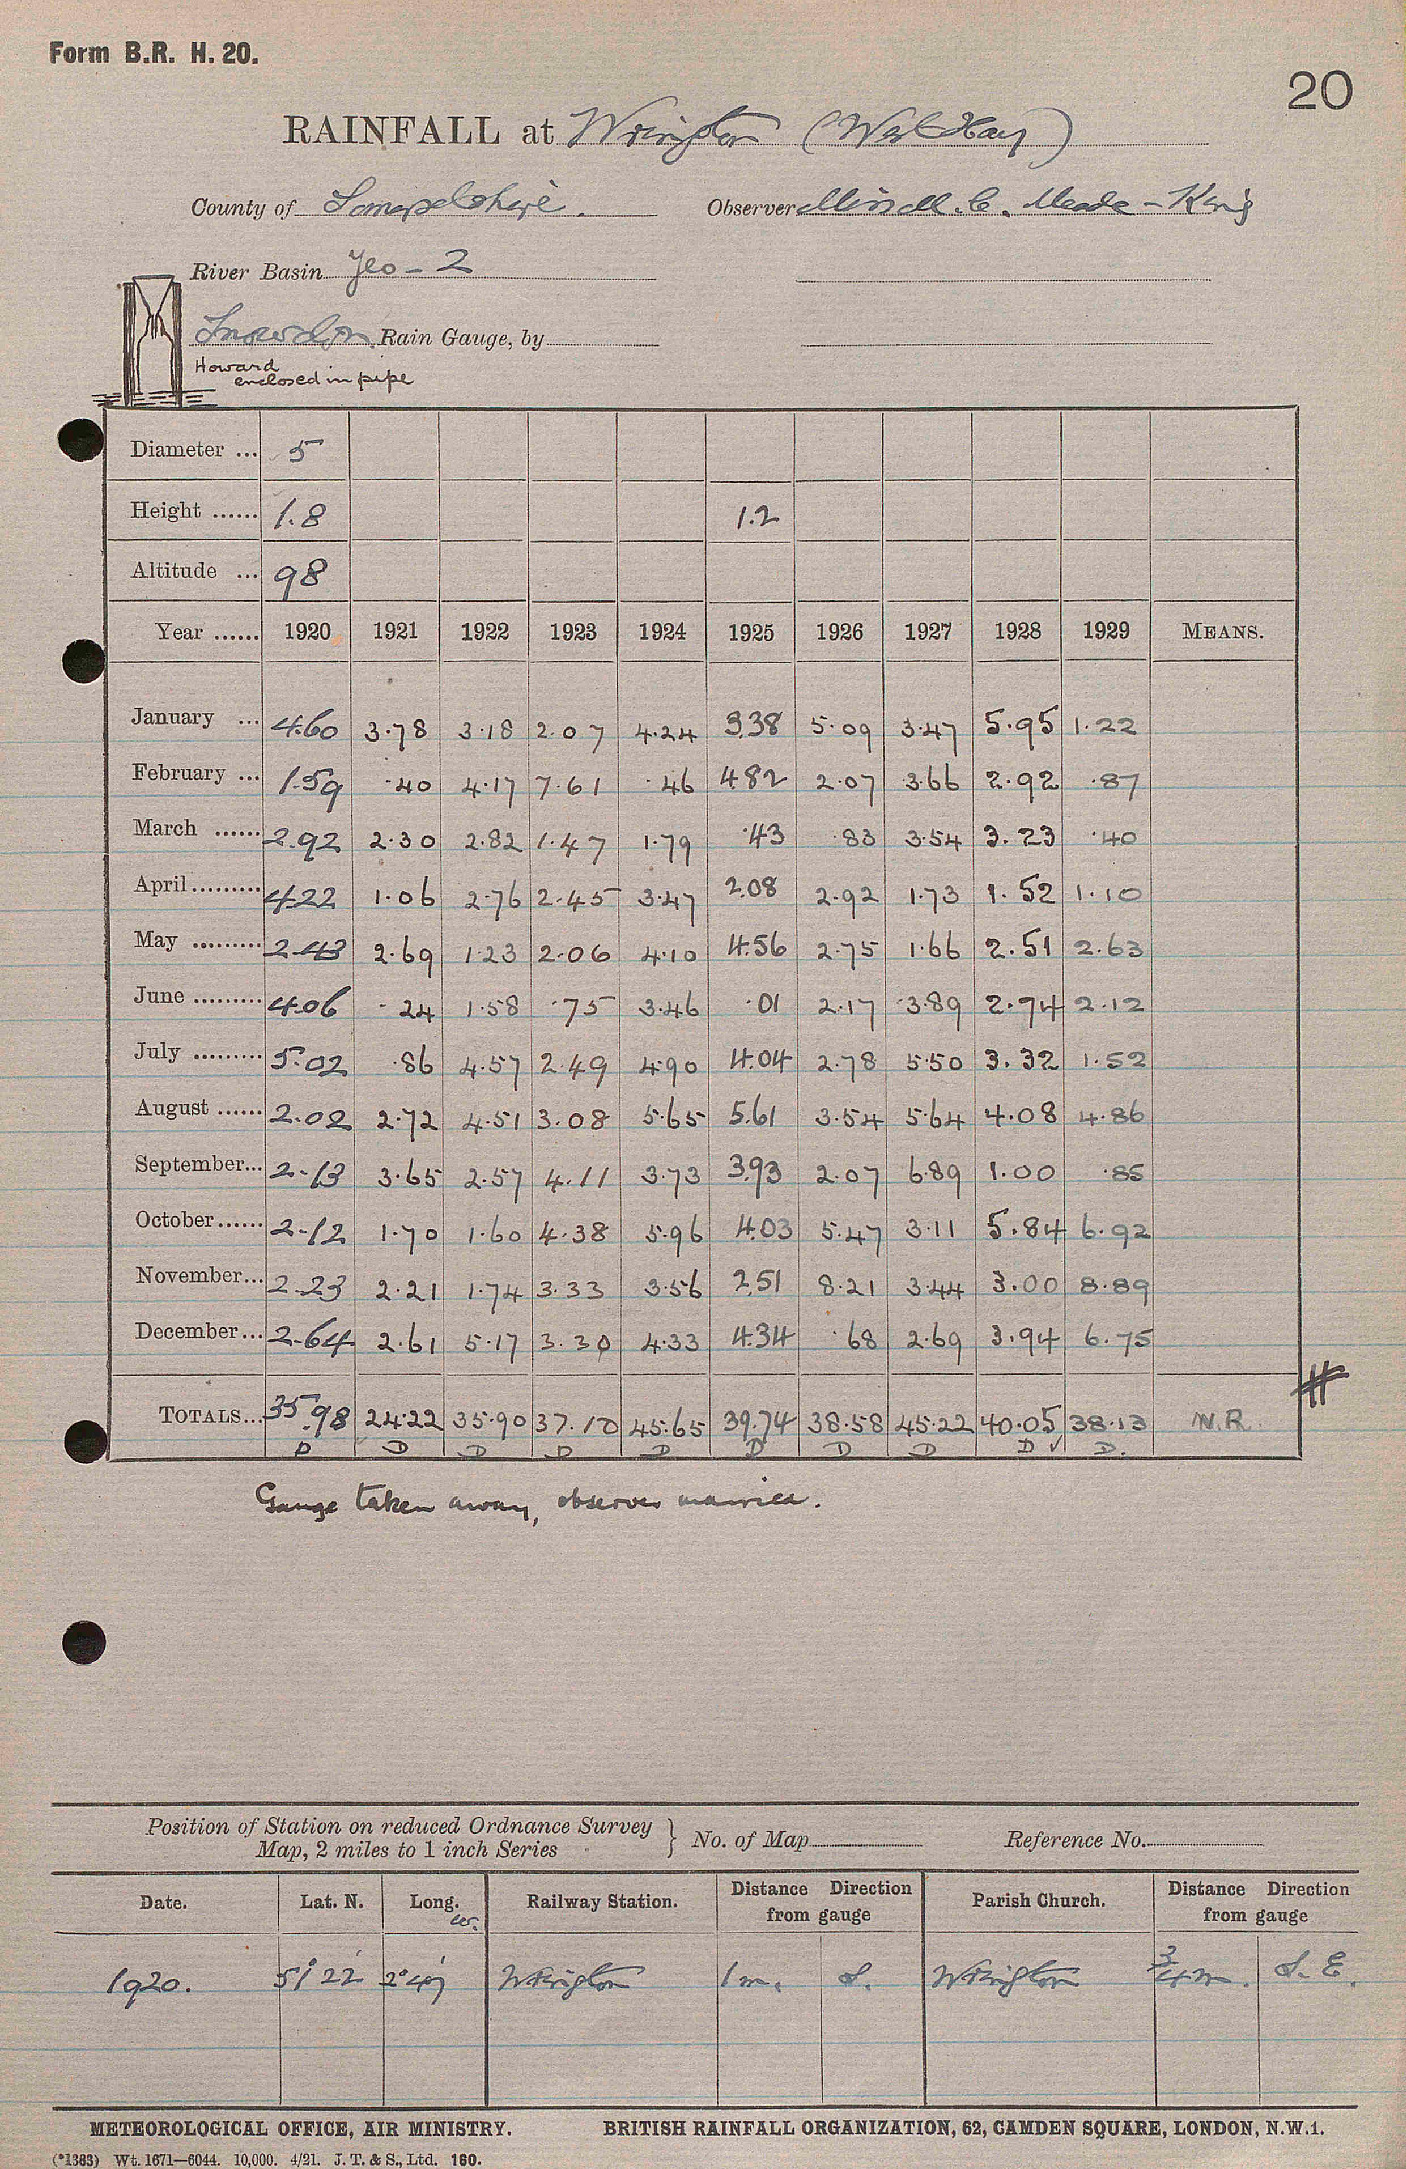 Form B.R. H. 20.
20
RAINFALL at Wrington (West Hay)
County of Somersetshire. Observer Miss M. C. Meade-King
River Basin Yeo - 2
Snowdon Rain Gauge, by
Howard
enclosed in pipe
Diameter ... 5
Height ...... 1.8 1.2
Altitude ... 98
Year ...... 1920 1921 1922 1923 1924 1925 1926 1927 1928 1929 MEANS.
January ... 4.60 3.78 3.18 2.07 4.24 3.38 5.09 3.47 5.95 1.22
February ... 1.59 .40 4.17 7.61 .46 4.82 2.07 3.66 2.92 .87
March ...... 2.92 2.30 2.82 1.47 1.79 .43 .83 3.54 3.23 .40
April......... 4.22 1.06 2.76 2.45 3.47 2.08 2.92 1.73 1.52 1.10
May ......... 2.43 2.69 1.23 2.06 4.10 4.56 2.75 1.66 2.51 2.63
June ......... 4.06 .24 1.58 .75 3.46 .01 2.17 3.89 2.74 2.12
July ......... 5.02 .86 4.57 2.49 4.90 4.04 2.78 5.50 3.32 1.52
August ...... 2.02 2.72 4.51 3.08 5.65 5.61 3.54 5.64 4.08 4.86
September... 2.13 3.65 2.57 4.11 3.73 3.93 2.07 6.89 1.00 .85
October...... 2.12 1.70 1.60 4.38 5.96 4.03 5.47 3.11 5.84 6.92
November... 2.23 2.21 1.74 3.33 3.56 2.51 8.21 3.44 3.00 8.89
December... 2.64 2.61 5.17 3.30 4.33 4.34 .68 2.69 3.94 6.75
#
TOTALS... 35.98 24.22 35.90 37.10 45.65 39.74 38.58 45.22 40.05 38.13 N.R.
D D D D D D D D D ✓ D.
Gauge taken away, observer married.
Position of Station on reduced Ordnance Survey
Map, 2 miles to 1 inch Series } No. of Map Reference No.
Date. Lat. N. Long. W. Railway Station. Distance Direction from gauge Parish Church. Distance Direction from gauge
1920. 51°22' 2°47' Wrington 1 m. S. Wrington 3/4 m. S.E.
METEOROLOGICAL OFFICE, AIR MINISTRY. BRITISH RAINFALL ORGANIZATION, 62, CAMDEN SQUARE, LONDON, N.W.1.
(*1383) Wt. 1671—6044. 10,000. 4/21. J. T. & S., Ltd. 160.